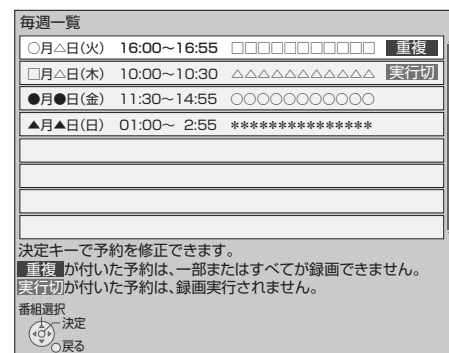 毎週一覧
○月△日(火) 16:00～16:55 □□□□□□□□□□□ 重複
□月△日(木) 10:00～10:30 △△△△△△△△△△△ 実行切
●月●日(金) 11:30～14:55 ○○○○○○○○○○○
▲月▲日(日) 01:00～ 2:55 ***************
決定キーで予約を修正できます。
重複が付いた予約は、一部またはすべてが録画できません。
実行切が付いた予約は、録画実行されません。
番組選択
決定
戻る